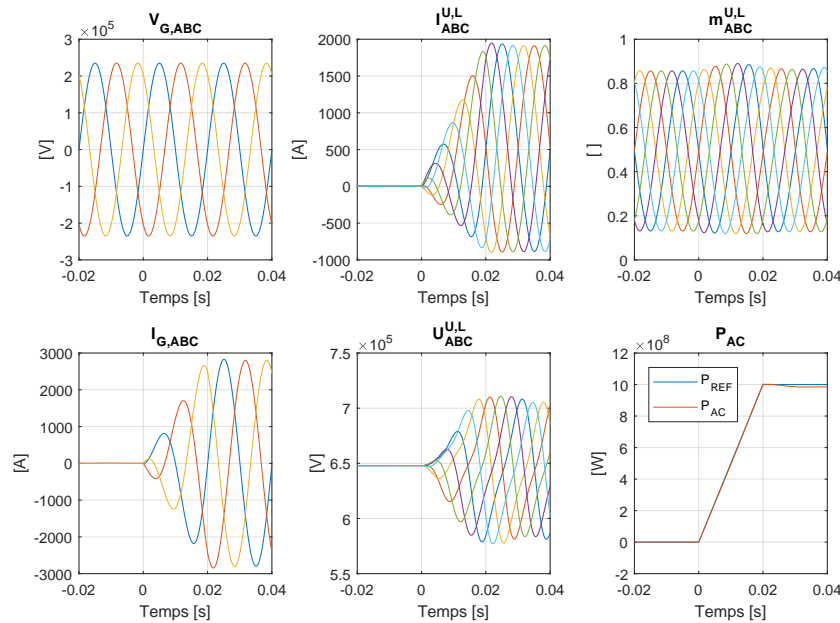 V_G,ABC
×10^5
[V]
3
2
1
0
-1
-2
-3
-0.02 0 0.02 0.04
Temps [s]
I_ABC^U,L
[A]
2000
1500
1000
500
0
-500
-1000
-0.02 0 0.02 0.04
Temps [s]
m_ABC^U,L
[ ]
1
0.8
0.6
0.4
0.2
0
-0.02 0 0.02 0.04
Temps [s]
I_G,ABC
[A]
3000
2000
1000
0
-1000
-2000
-3000
-0.02 0 0.02 0.04
Temps [s]
U_ABC^U,L
×10^5
[V]
7.5
7
6.5
6
5.5
-0.02 0 0.02 0.04
Temps [s]
P_AC
×10^8
[W]
12
10
8
6
4
2
0
-2
P_REF
P_AC
-0.02 0 0.02 0.04
Temps [s]